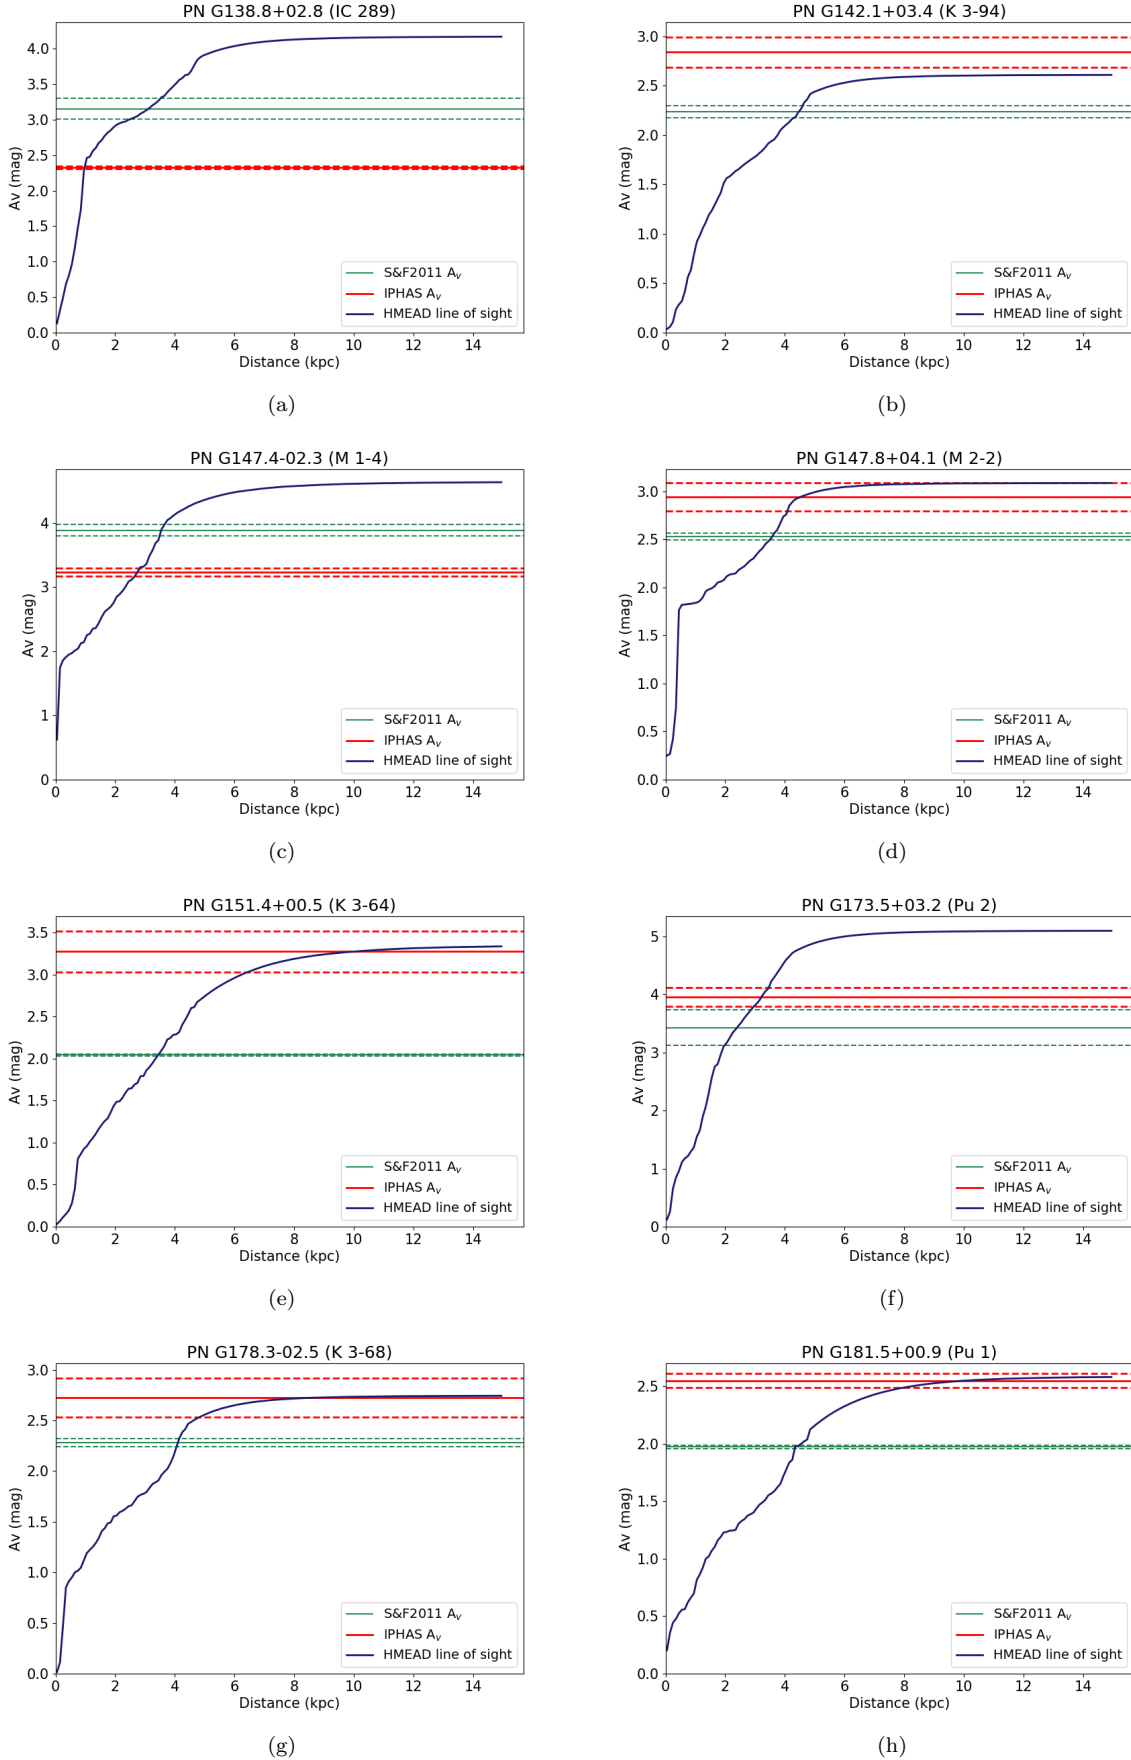 PN G138.8+02.8 (IC 289)
4.0
3.5
3.0
2.5
2.0
1.5
1.0
0.5
0.0
Av (mag)
S&F2011 Av
IPHAS Av
HMEAD line of sight
0 2 4 6 8 10 12 14
Distance (kpc)
(a)
PN G142.1+03.4 (K 3-94)
3.0
2.5
2.0
1.5
1.0
0.5
0.0
Av (mag)
S&F2011 Av
IPHAS Av
HMEAD line of sight
0 2 4 6 8 10 12 14
Distance (kpc)
(b)
PN G147.4-02.3 (M 1-4)
4
3
2
1
0
Av (mag)
S&F2011 Av
IPHAS Av
HMEAD line of sight
0 2 4 6 8 10 12 14
Distance (kpc)
(c)
PN G147.8+04.1 (M 2-2)
3.0
2.5
2.0
1.5
1.0
0.5
0.0
Av (mag)
S&F2011 Av
IPHAS Av
HMEAD line of sight
0 2 4 6 8 10 12 14
Distance (kpc)
(d)
PN G151.4+00.5 (K 3-64)
3.5
3.0
2.5
2.0
1.5
1.0
0.5
0.0
Av (mag)
S&F2011 Av
IPHAS Av
HMEAD line of sight
0 2 4 6 8 10 12 14
Distance (kpc)
(e)
PN G173.5+03.2 (Pu 2)
5
4
3
2
1
0
Av (mag)
S&F2011 Av
IPHAS Av
HMEAD line of sight
0 2 4 6 8 10 12 14
Distance (kpc)
(f)
PN G178.3-02.5 (K 3-68)
3.0
2.5
2.0
1.5
1.0
0.5
0.0
Av (mag)
S&F2011 Av
IPHAS Av
HMEAD line of sight
0 2 4 6 8 10 12 14
Distance (kpc)
(g)
PN G181.5+00.9 (Pu 1)
2.5
2.0
1.5
1.0
0.5
0.0
Av (mag)
S&F2011 Av
IPHAS Av
HMEAD line of sight
0 2 4 6 8 10 12 14
Distance (kpc)
(h)